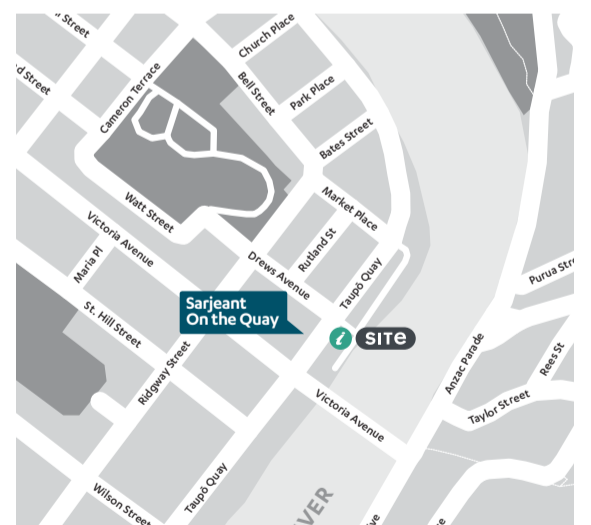 Street
d Street
Cameron Terrace
Church Place
Bell Street
Park Place
Bates Street
Market Place
Watt Street
Victoria Avenue
Maria Pl
Drews Avenue
Rutland St
Taupō Quay
Purua Stre
Sarjeant
On the Quay
i SITE
St. Hill Street
Ridgway Street
Anzac Parade
Rees St
Taylor Street
Victoria Avenue
Taupō Quay
Wilson Street
VER